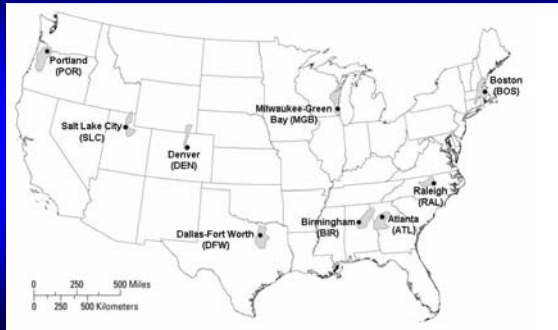 Portland
(POR)
Boston
(BOS)
Milwaukee-Green
Bay (MGB)
Salt Lake City
(SLC)
Denver
(DEN)
Raleigh
(RAL)
Birmingham
(BIR)
Atlanta
(ATL)
Dallas-Fort Worth
(DFW)
0 250 500 Miles
0 250 500 Kilometers